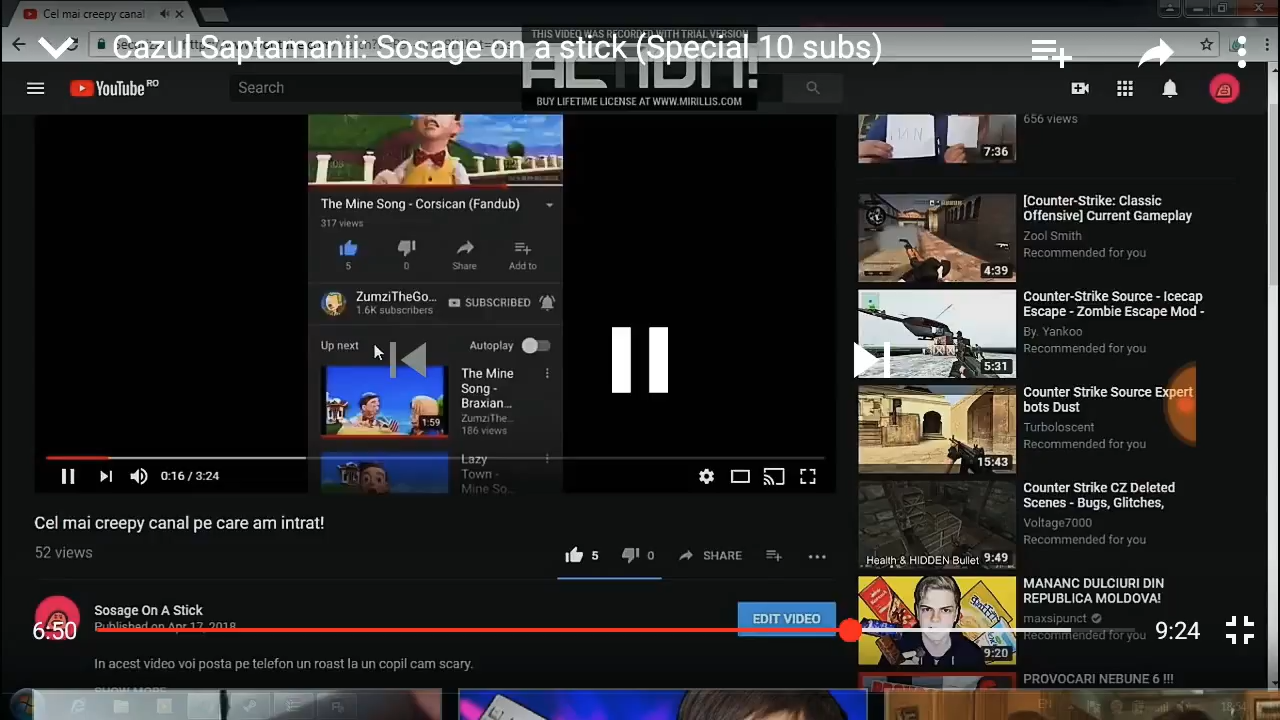 Cel mai creepy canal
THIS VIDEO WAS RECORDED WITH TRIAL VERSION
Cazul Saptamanii: Sosage on a stick (Special 10 subs)
ACTION!
BUY LIFETIME LICENSE AT WWW.MIRILLIS.COM
YouTube RO
Search
656 views
7:36
The Mine Song - Corsican (Fandub)
317 views
5
0
Share
Add to
ZumziTheGo...
1.6K subscribers
SUBSCRIBED
Up next
Autoplay
The Mine
Song -
Braxian...
ZumziThe...
186 views
1:59
Lazy
Town -
Mine So...
0:16 / 3:24
[Counter-Strike: Classic
Offensive] Current Gameplay
Zool Smith
Recommended for you
4:39
Counter-Strike Source - Icecap
Escape - Zombie Escape Mod -
By. Yankoo
Recommended for you
5:31
Counter Strike Source Expert
bots Dust
Turboloscent
Recommended for you
15:43
Counter Strike CZ Deleted
Scenes - Bugs, Glitches,
Voltage7000
Recommended for you
Health & HIDDEN Bullet
9:49
MANANC DULCIURI DIN
REPUBLICA MOLDOVA!
maxsipunct
Recommended for you
9:20
PROVOCARI NEBUNE 6 !!!
Cel mai creepy canal pe care am intrat!
52 views
5
0
SHARE
Sosage On A Stick
Published on Apr 17, 2018
EDIT VIDEO
6:50
9:24
In acest video voi posta pe telefon un roast la un copil cam scary.
SHOW MORE
18:54